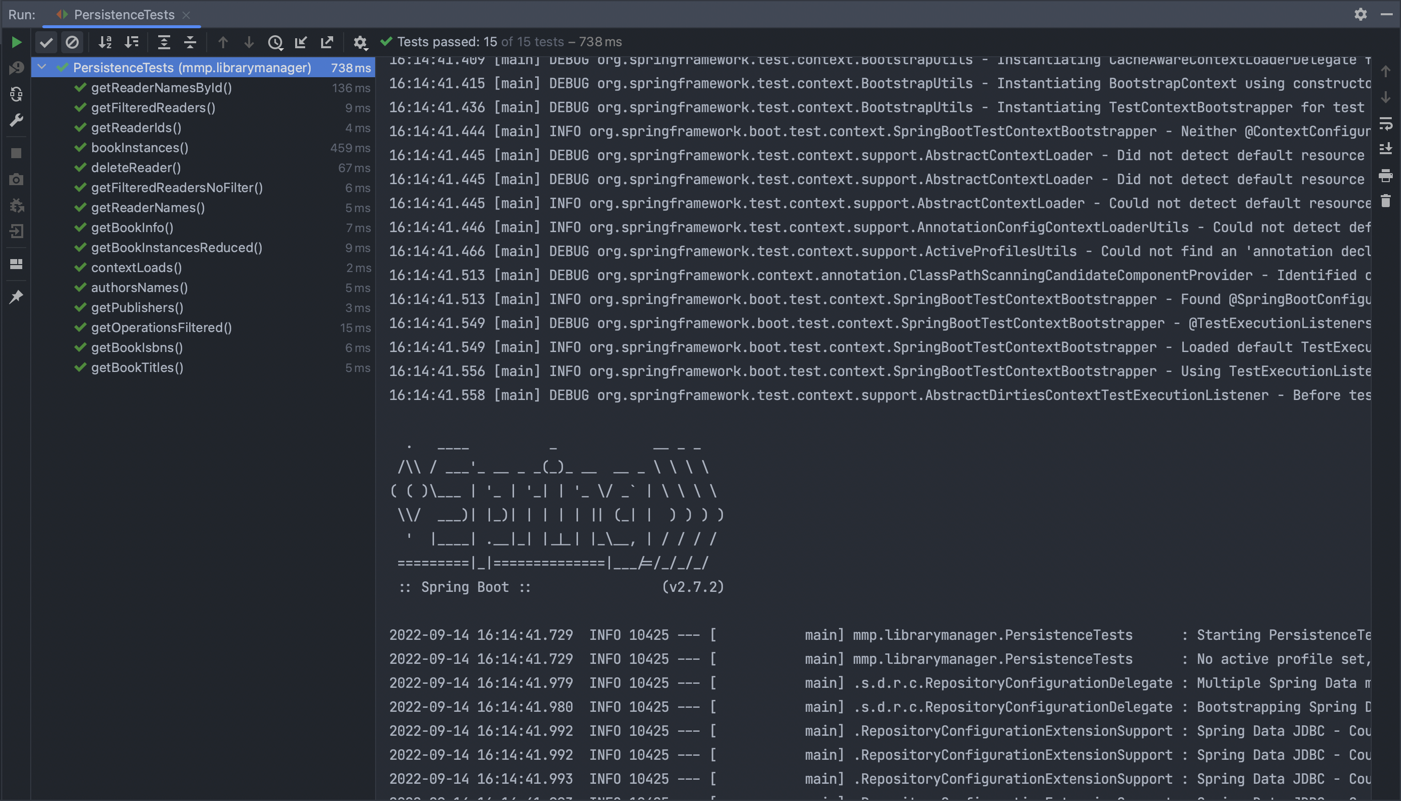 Run: PersistenceTests
Tests passed: 15 of 15 tests – 738 ms
PersistenceTests (mmp.librarymanager) 738 ms
getReaderNamesById() 136 ms
getFilteredReaders() 9 ms
getReaderIds() 4 ms
bookInstances() 459 ms
deleteReader() 67 ms
getFilteredReadersNoFilter() 6 ms
getReaderNames() 5 ms
getBookInfo() 7 ms
getBookInstancesReduced() 9 ms
contextLoads() 2 ms
authorsNames() 5 ms
getPublishers() 3 ms
getOperationsFiltered() 15 ms
getBookIsbns() 6 ms
getBookTitles() 5 ms
16:14:41.409 [main] DEBUG org.springframework.test.context.BootstrapUtils - Instantiating CacheAwareContextLoaderDelegate f
16:14:41.415 [main] DEBUG org.springframework.test.context.BootstrapUtils - Instantiating BootstrapContext using constructo
16:14:41.436 [main] DEBUG org.springframework.test.context.BootstrapUtils - Instantiating TestContextBootstrapper for test
16:14:41.444 [main] INFO org.springframework.boot.test.context.SpringBootTestContextBootstrapper - Neither @ContextConfigur
16:14:41.445 [main] DEBUG org.springframework.test.context.support.AbstractContextLoader - Did not detect default resource
16:14:41.445 [main] DEBUG org.springframework.test.context.support.AbstractContextLoader - Did not detect default resource
16:14:41.445 [main] INFO org.springframework.test.context.support.AbstractContextLoader - Could not detect default resource
16:14:41.446 [main] INFO org.springframework.test.context.support.AnnotationConfigContextLoaderUtils - Could not detect def
16:14:41.466 [main] DEBUG org.springframework.test.context.support.ActiveProfilesUtils - Could not find an 'annotation decl
16:14:41.513 [main] DEBUG org.springframework.context.annotation.ClassPathScanningCandidateComponentProvider - Identified c
16:14:41.513 [main] INFO org.springframework.boot.test.context.SpringBootTestContextBootstrapper - Found @SpringBootConfigu
16:14:41.549 [main] DEBUG org.springframework.boot.test.context.SpringBootTestContextBootstrapper - @TestExecutionListeners
16:14:41.549 [main] INFO org.springframework.boot.test.context.SpringBootTestContextBootstrapper - Loaded default TestExecu
16:14:41.556 [main] INFO org.springframework.boot.test.context.SpringBootTestContextBootstrapper - Using TestExecutionListe
16:14:41.558 [main] DEBUG org.springframework.test.context.support.AbstractDirtiesContextTestExecutionListener - Before tes
:: Spring Boot :: (v2.7.2)
2022-09-14 16:14:41.729 INFO 10425 --- [ main] mmp.librarymanager.PersistenceTests : Starting PersistenceTe
2022-09-14 16:14:41.729 INFO 10425 --- [ main] mmp.librarymanager.PersistenceTests : No active profile set,
2022-09-14 16:14:41.979 INFO 10425 --- [ main] .s.d.r.c.RepositoryConfigurationDelegate : Multiple Spring Data m
2022-09-14 16:14:41.980 INFO 10425 --- [ main] .s.d.r.c.RepositoryConfigurationDelegate : Bootstrapping Spring D
2022-09-14 16:14:41.992 INFO 10425 --- [ main] .RepositoryConfigurationExtensionSupport : Spring Data JDBC - Cou
2022-09-14 16:14:41.992 INFO 10425 --- [ main] .RepositoryConfigurationExtensionSupport : Spring Data JDBC - Cou
2022-09-14 16:14:41.993 INFO 10425 --- [ main] .RepositoryConfigurationExtensionSupport : Spring Data JDBC - Cou